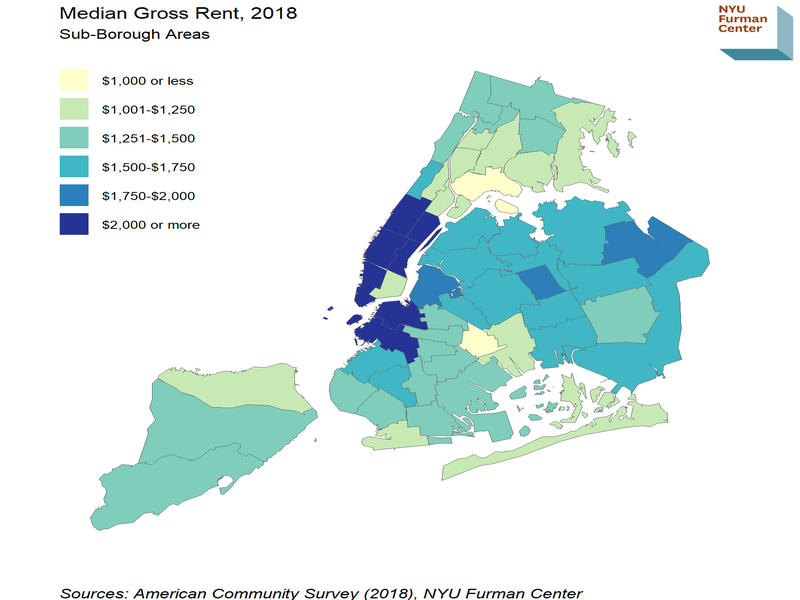 Median Gross Rent, 2018
Sub-Borough Areas
NYU
Furman
Center
$1,000 or less
$1,001-$1,250
$1,251-$1,500
$1,500-$1,750
$1,750-$2,000
$2,000 or more
Sources: American Community Survey (2018), NYU Furman Center